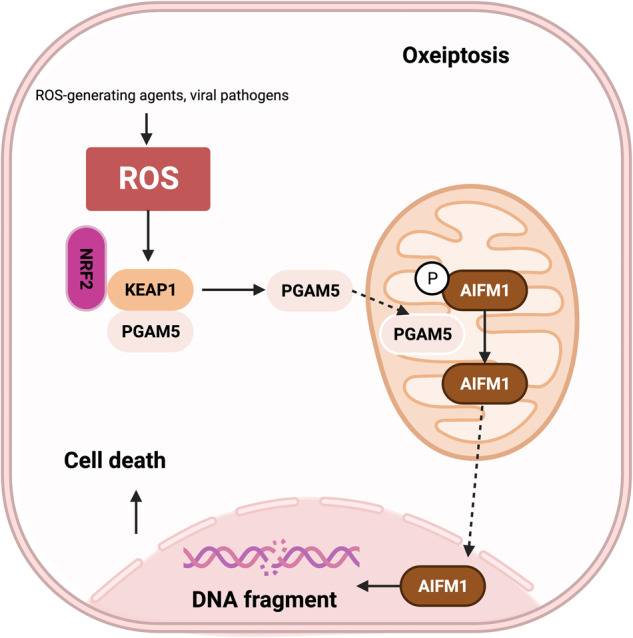 Oxeiptosis
ROS-generating agents, viral pathogens
ROS
NRF2
KEAP1
PGAM5
PGAM5
P
AIFM1
PGAM5
AIFM1
Cell death
AIFM1
DNA fragment